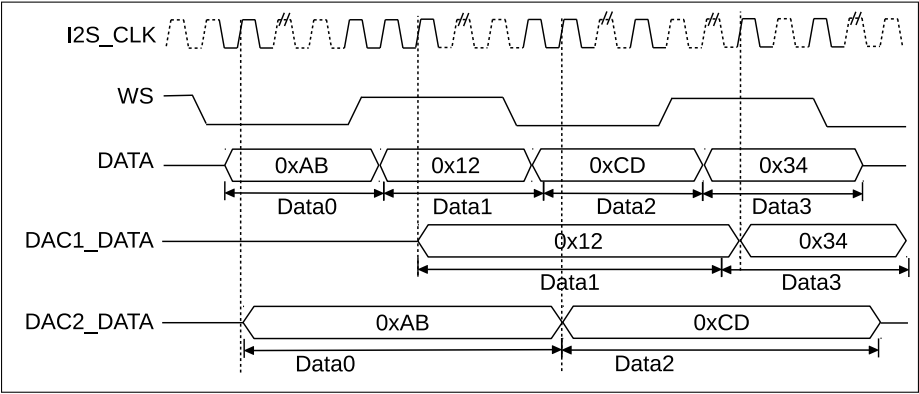 I2S_CLK
WS
DATA 0xAB 0x12 0xCD 0x34
Data0 Data1 Data2 Data3
DAC1_DATA 0x12 0x34
Data1 Data3
DAC2_DATA 0xAB 0xCD
Data0 Data2